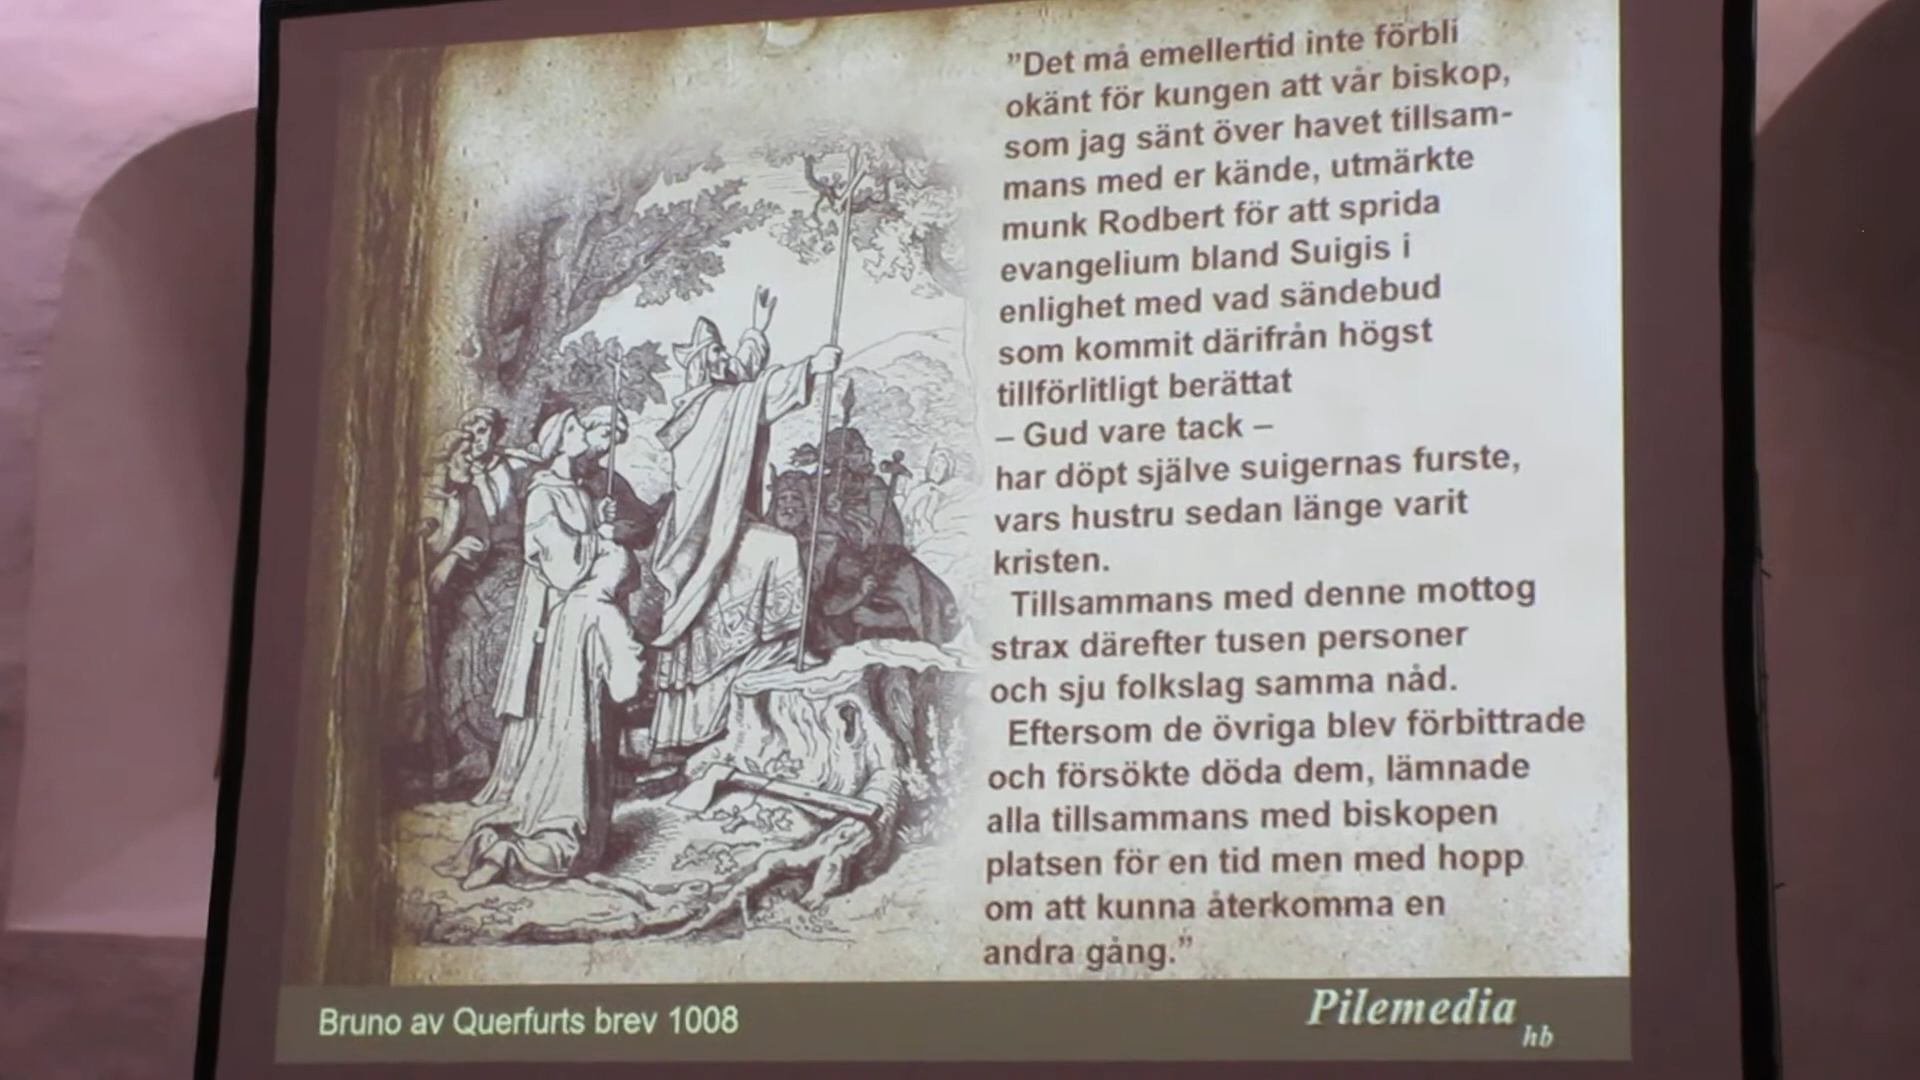 ”Det må emellertid inte förbli
okänt för kungen att vår biskop,
som jag sänt över havet tillsam-
mans med er kände, utmärkte
munk Rodbert för att sprida
evangelium bland Suigis i
enlighet med vad sändebud
som kommit därifrån högst
tillförlitligt berättat
– Gud vare tack –
har döpt själve suigernas furste,
vars hustru sedan länge varit
kristen.
Tillsammans med denne mottog
strax därefter tusen personer
och sju folkslag samma nåd.
Eftersom de övriga blev förbittrade
och försökte döda dem, lämnade
alla tillsammans med biskopen
platsen för en tid men med hopp
om att kunna återkomma en
andra gång.”
Bruno av Querfurts brev 1008
Pilemedia
hb